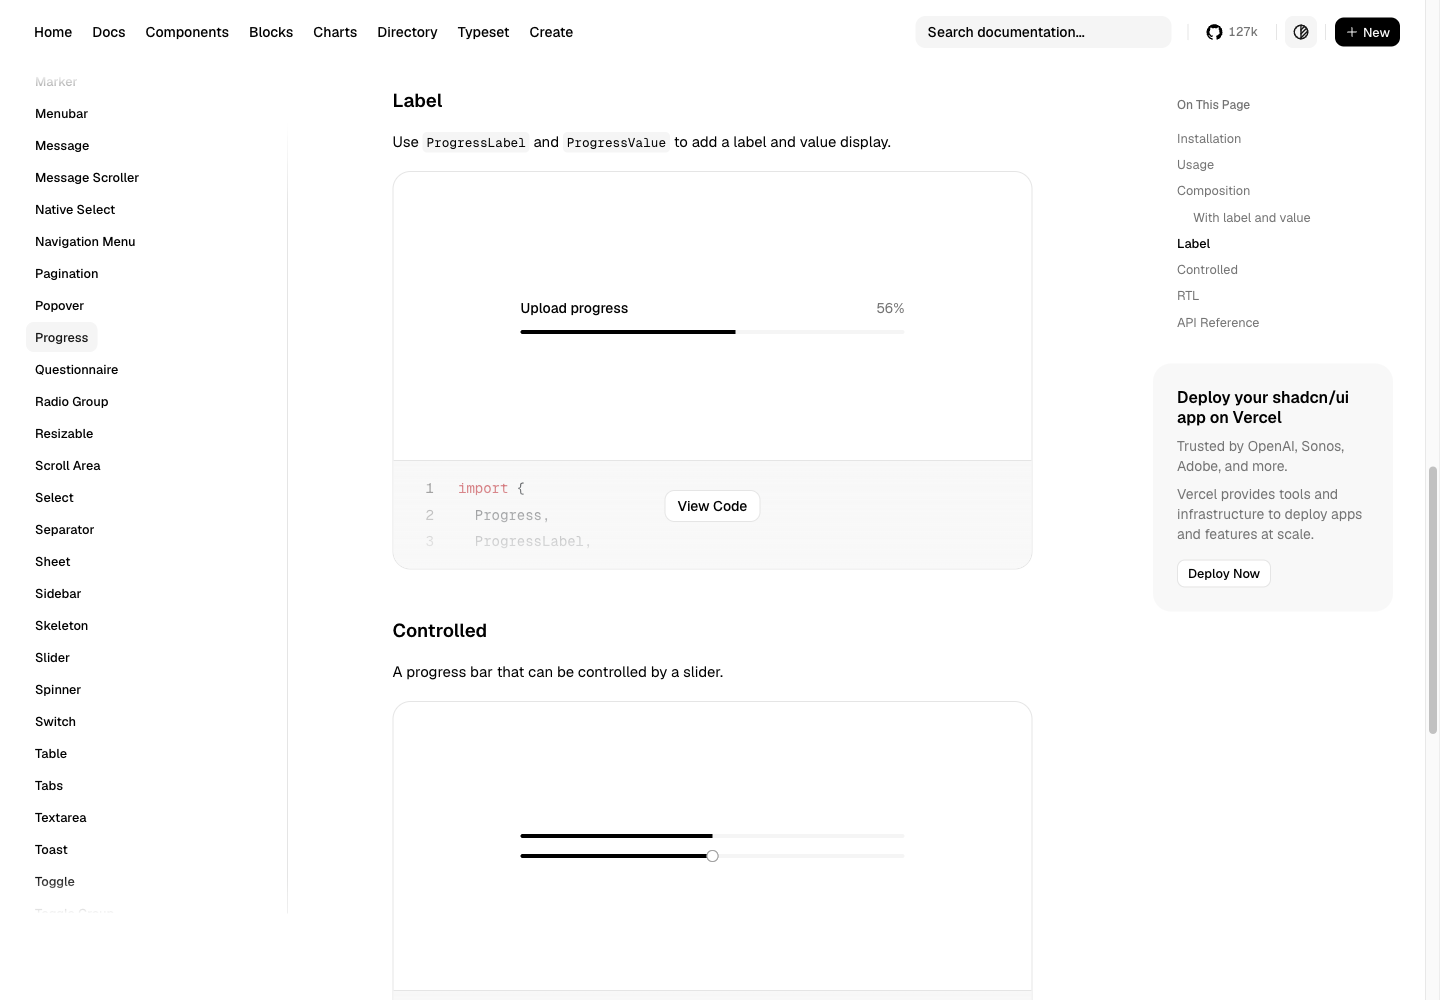 Home
Docs
Components
Blocks
Charts
Directory
Typeset
Create
Search documentation...
127k
New
Marker
Menubar
Message
Message Scroller
Native Select
Navigation Menu
Pagination
Popover
Progress
Questionnaire
Radio Group
Resizable
Scroll Area
Select
Separator
Sheet
Sidebar
Skeleton
Slider
Spinner
Switch
Table
Tabs
Textarea
Toast
Toggle
Label
Use ProgressLabel and ProgressValue to add a label and value display.
Upload progress
56%
1 import {
2 Progress,
3 ProgressLabel,
View Code
Controlled
A progress bar that can be controlled by a slider.
On This Page
Installation
Usage
Composition
With label and value
Label
Controlled
RTL
API Reference
Deploy your shadcn/ui
app on Vercel
Trusted by OpenAI, Sonos,
Adobe, and more.
Vercel provides tools and
infrastructure to deploy apps
and features at scale.
Deploy Now